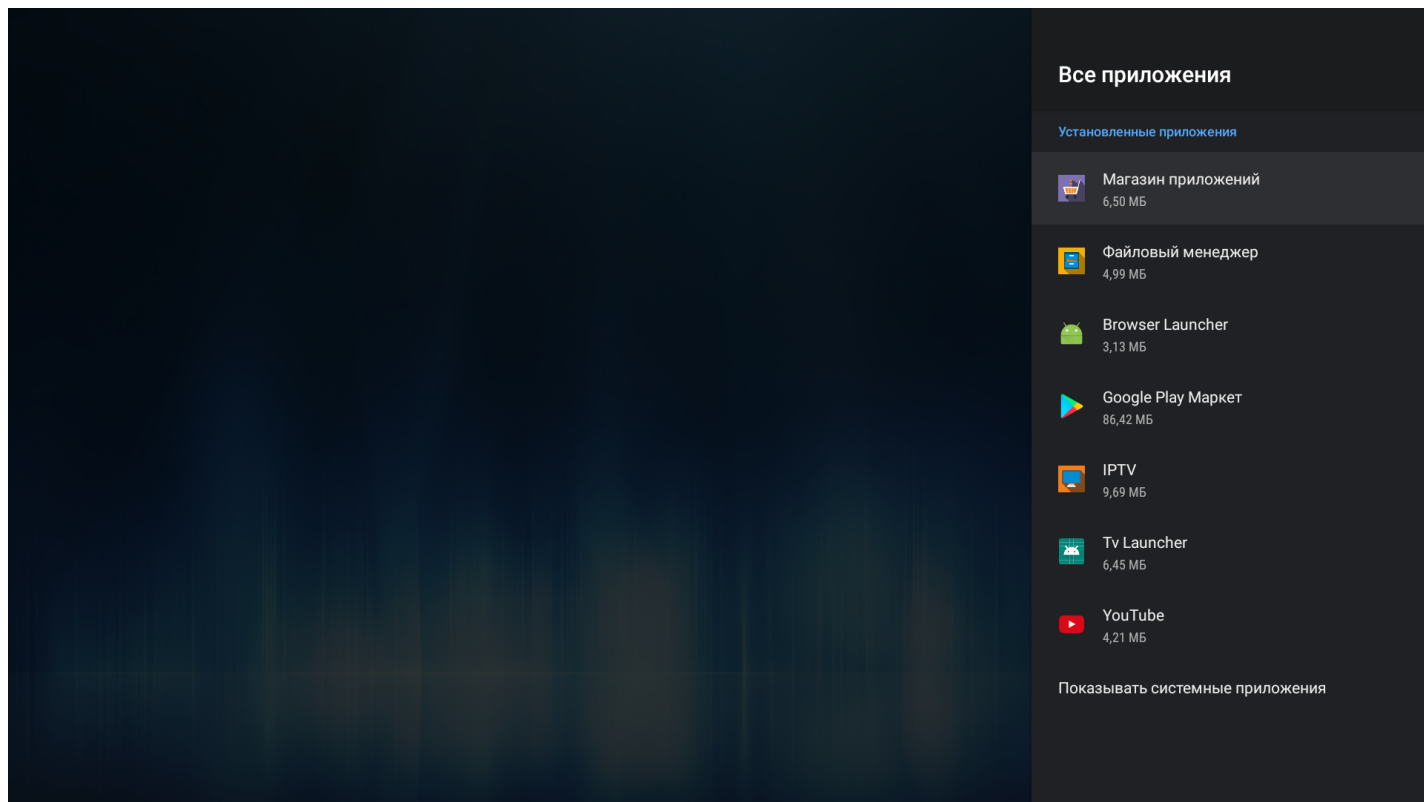 Все приложения
Установленные приложения
Магазин приложений
6,50 МБ
Файловый менеджер
4,99 МБ
Browser Launcher
3,13 МБ
Google Play Маркет
86,42 МБ
IPTV
9,69 МБ
Tv Launcher
6,45 МБ
YouTube
4,21 МБ
Показывать системные приложения